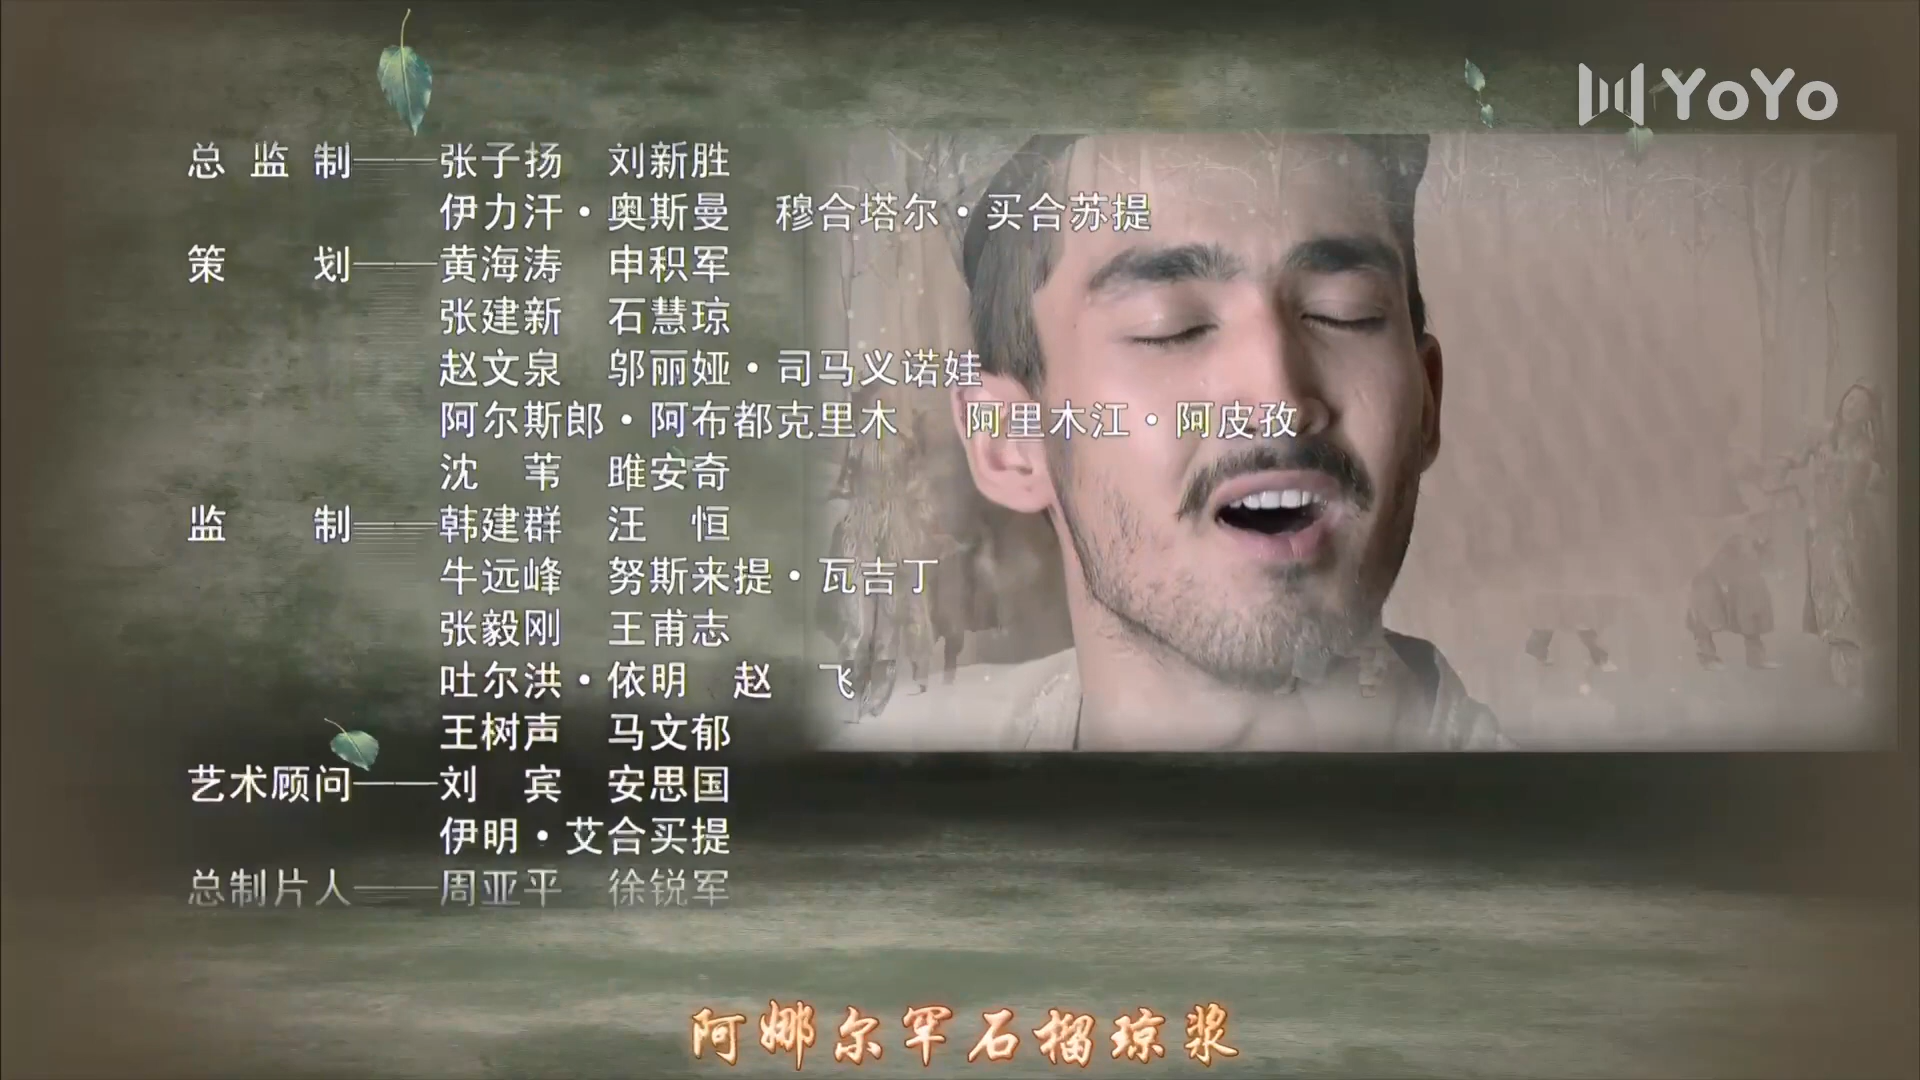 YoYo
总监制——张子扬 刘新胜
伊力汗·奥斯曼 穆合塔尔·买合苏提
策划——黄海涛 申积军
张建新 石慧琼
赵文泉 邬丽娅·司马义诺娃
阿尔斯郎·阿布都克里木 阿里木江·阿皮孜
沈苇 雎安奇
监制——韩建群 汪恒
牛远峰 努斯来提·瓦吉丁
张毅刚 王甫志
吐尔洪·依明 赵飞
王树声 马文郁
艺术顾问——刘宾 安思国
伊明·艾合买提
总制片人——周亚平 徐锐军
阿娜尔罕石榴琼浆